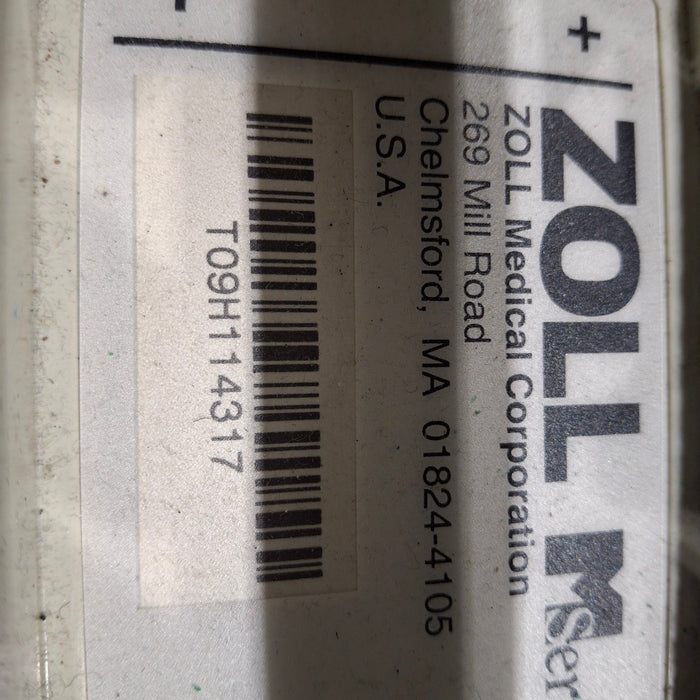 +
ZOLL M Ser
ZOLL Medical Corporation
269 Mill Road
Chelmsford, MA 01824-4105
U.S.A.
T09H114317